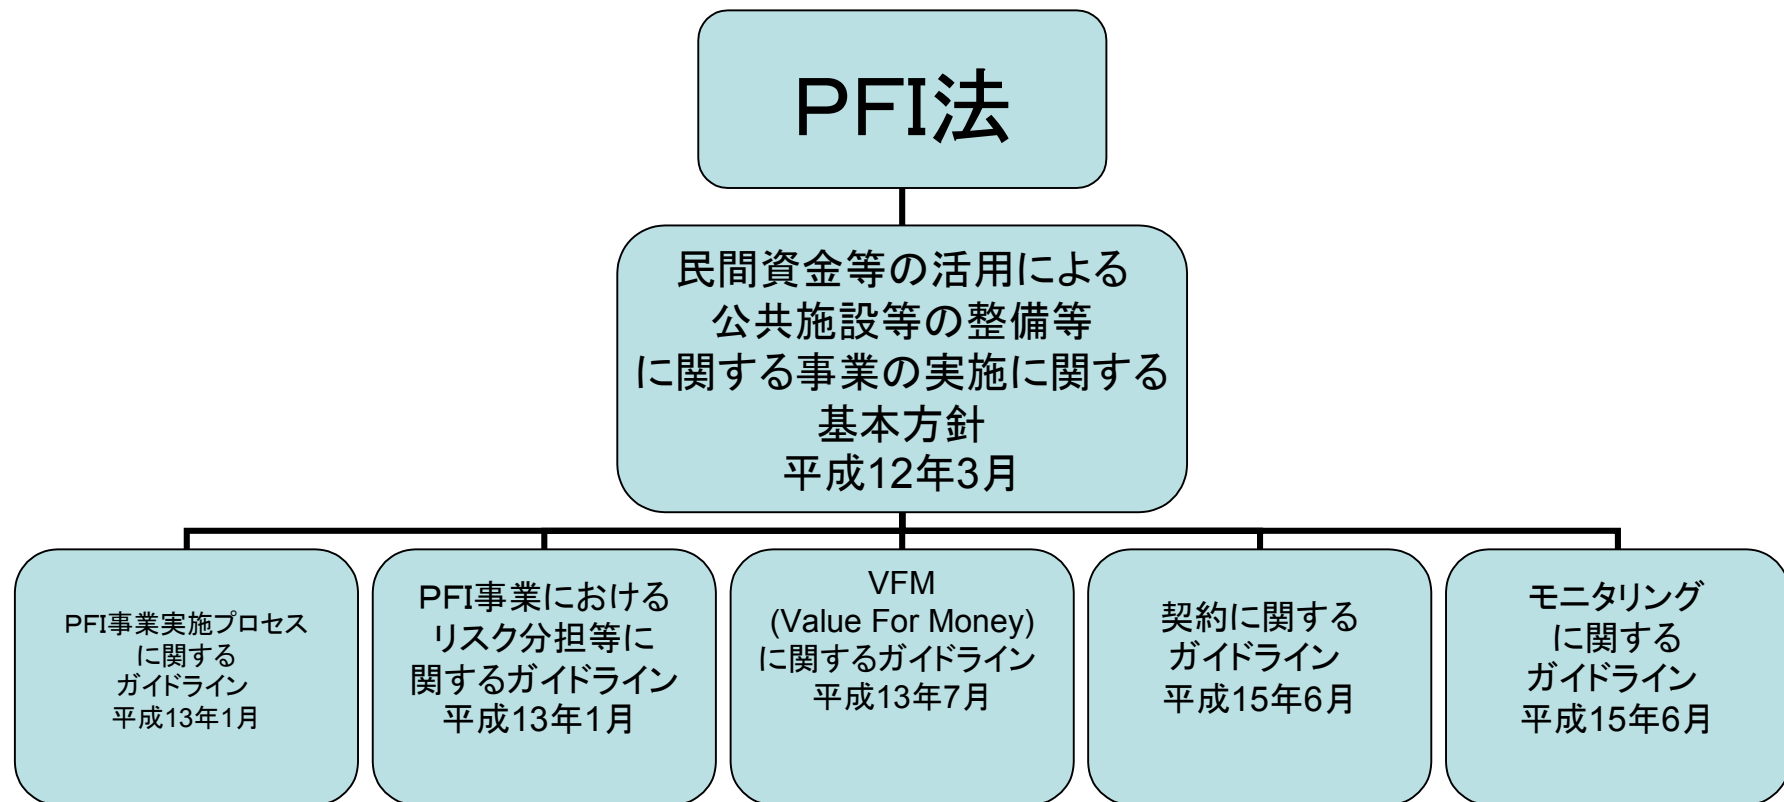 PFI法
民間資金等の活用による
公共施設等の整備等
に関する事業の実施に関する
基本方針
平成12年3月
PFI事業実施プロセス
に関する
ガイドライン
平成13年1月
PFI事業における
リスク分担等に
関するガイドライン
平成13年1月
VFM
(Value For Money)
に関するガイドライン
平成13年7月
契約に関する
ガイドライン
平成15年6月
モニタリング
に関する
ガイドライン
平成15年6月